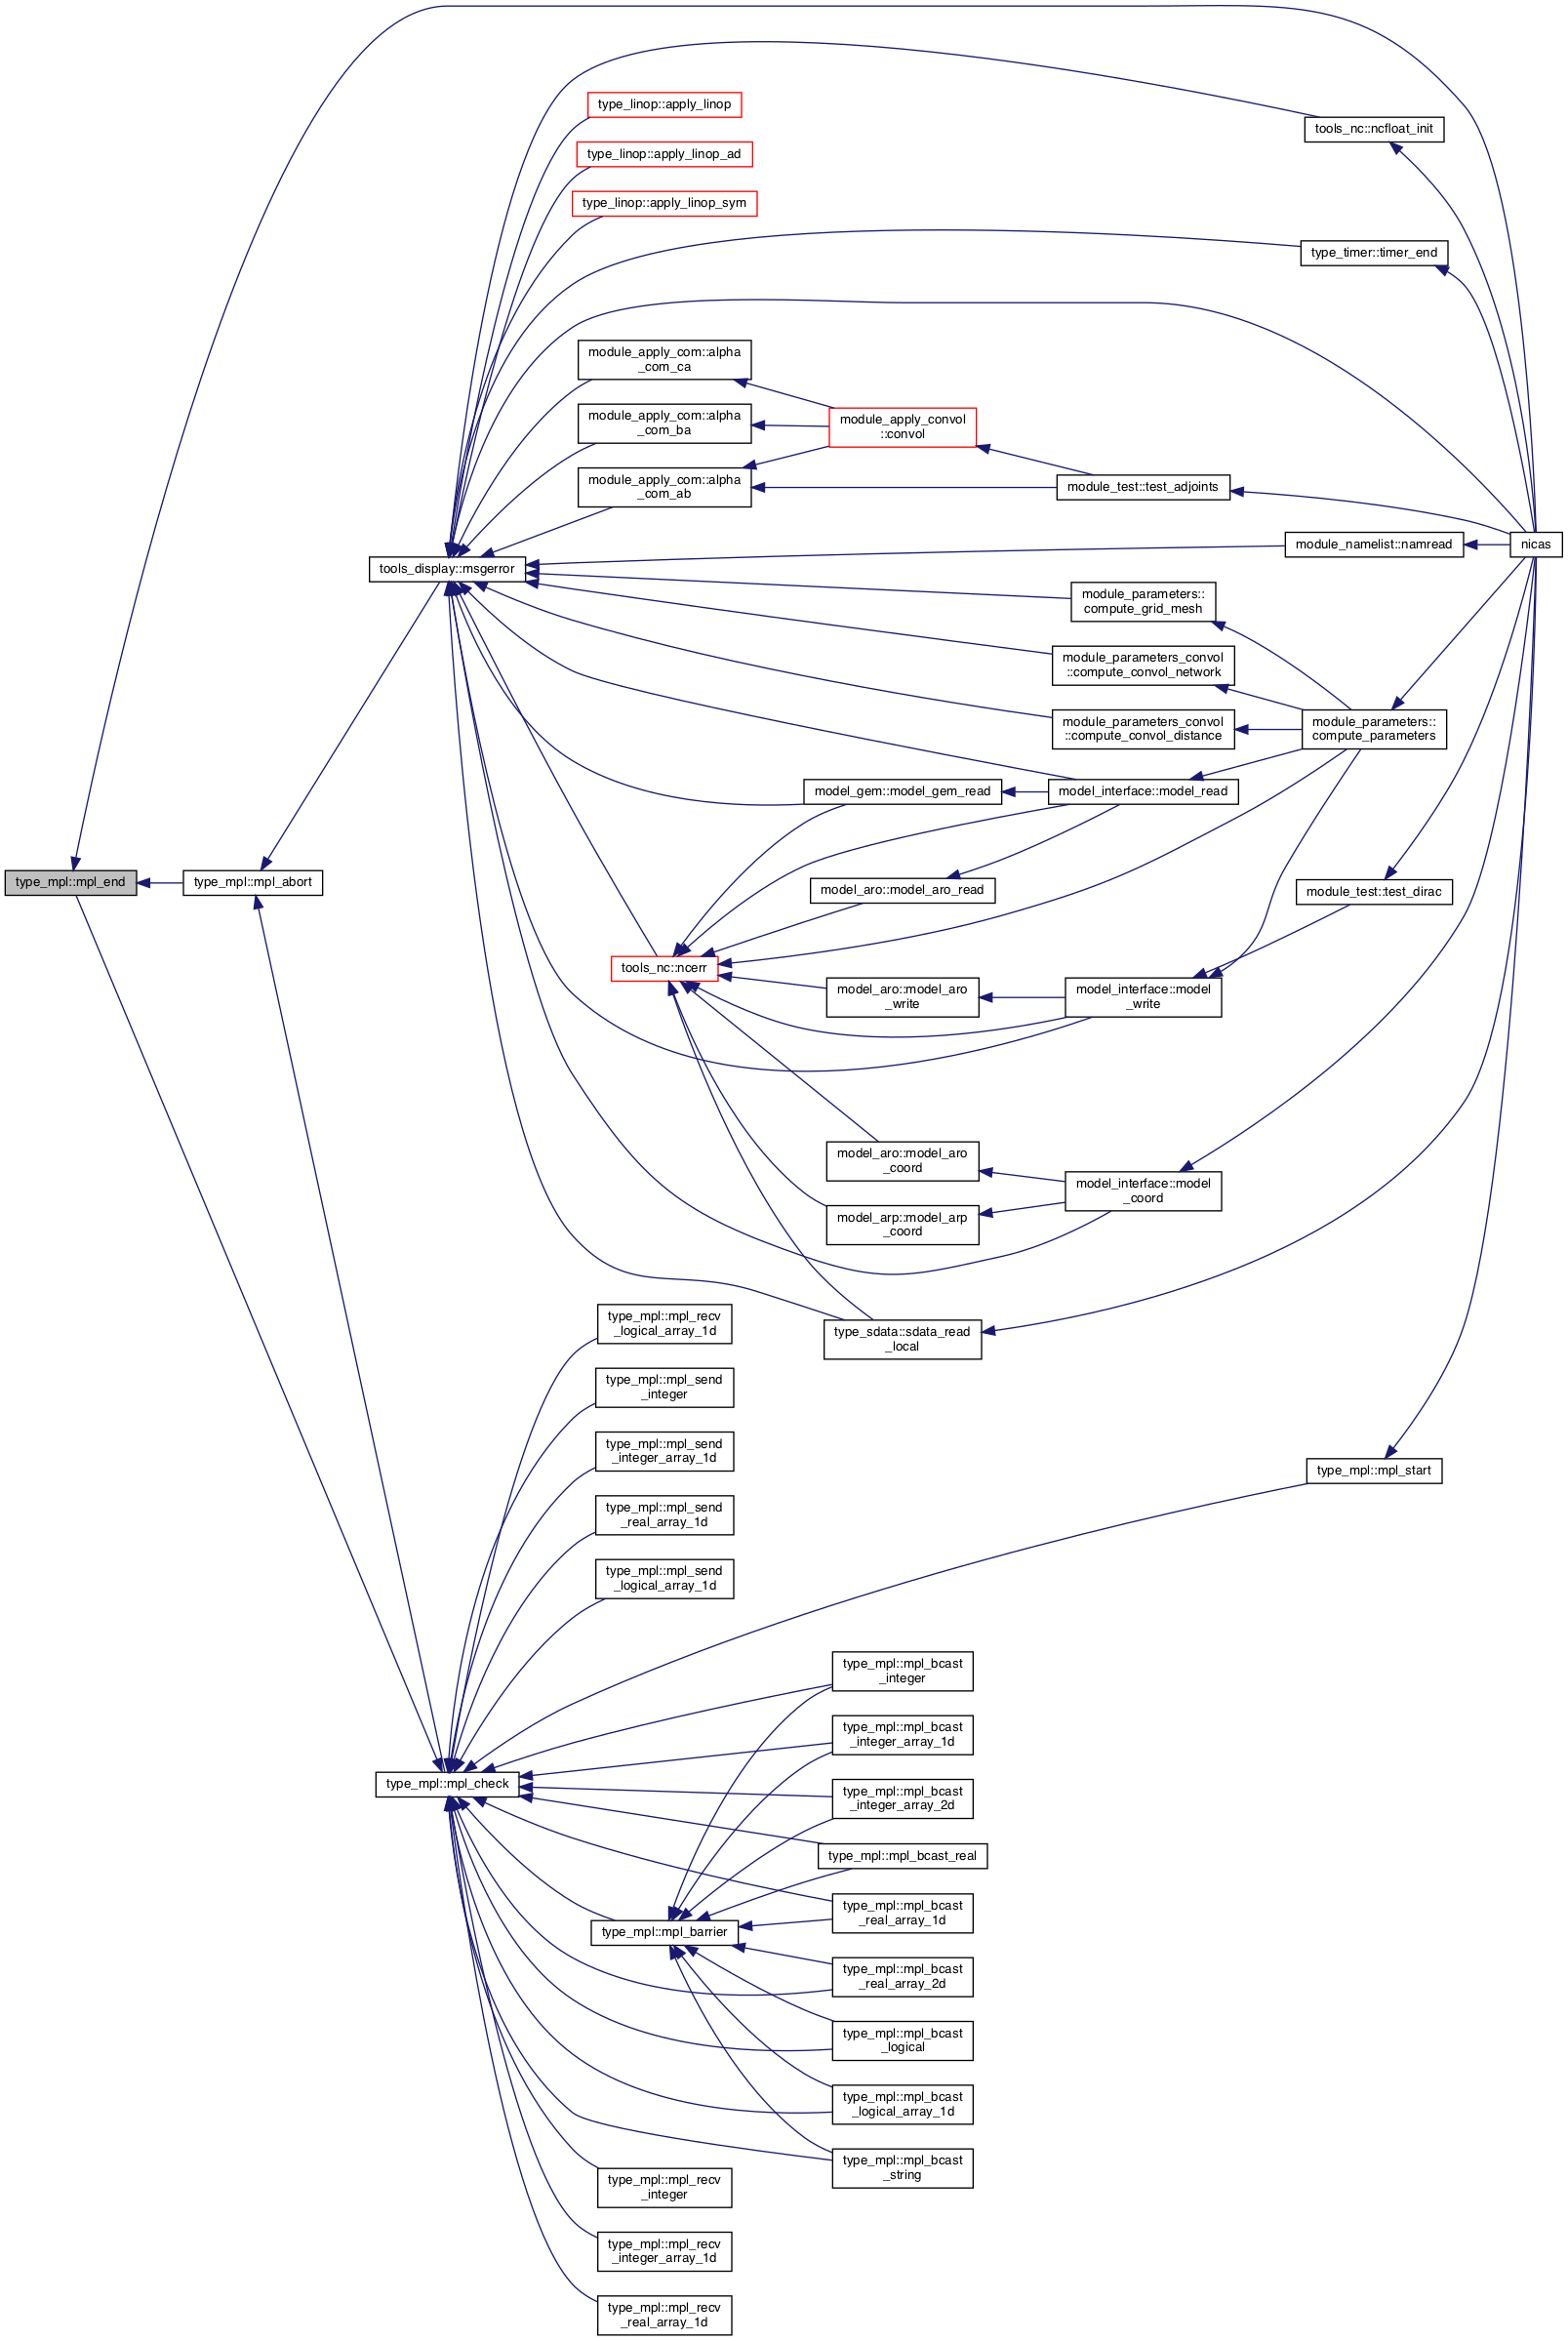 type_linop::apply_linop
tools_nc::ncfloat_init
type_linop::apply_linop_ad
type_linop::apply_linop_sym
type_timer::timer_end
module_apply_com::alpha
_com_ca
module_apply_com::alpha
_com_ba
module_apply_convol
::convol
module_apply_com::alpha
_com_ab
module_test::test_adjoints
module_namelist::namread
nicas
tools_display::msgerror
module_parameters::
compute_grid_mesh
module_parameters_convol
::compute_convol_network
module_parameters_convol
::compute_convol_distance
module_parameters::
compute_parameters
model_gem::model_gem_read
model_interface::model_read
type_mpl::mpl_end
type_mpl::mpl_abort
model_aro::model_aro_read
module_test::test_dirac
tools_nc::ncerr
model_aro::model_aro
_write
model_interface::model
_write
model_aro::model_aro
_coord
model_interface::model
_coord
model_arp::model_arp
_coord
type_mpl::mpl_recv
_logical_array_1d
type_sdata::sdata_read
_local
type_mpl::mpl_send
_integer
type_mpl::mpl_send
_integer_array_1d
type_mpl::mpl_start
type_mpl::mpl_send
_real_array_1d
type_mpl::mpl_send
_logical_array_1d
type_mpl::mpl_bcast
_integer
type_mpl::mpl_bcast
_integer_array_1d
type_mpl::mpl_check
type_mpl::mpl_bcast
_integer_array_2d
type_mpl::mpl_bcast_real
type_mpl::mpl_bcast
_real_array_1d
type_mpl::mpl_barrier
type_mpl::mpl_bcast
_real_array_2d
type_mpl::mpl_bcast
_logical
type_mpl::mpl_bcast
_logical_array_1d
type_mpl::mpl_bcast
_string
type_mpl::mpl_recv
_integer
type_mpl::mpl_recv
_integer_array_1d
type_mpl::mpl_recv
_real_array_1d